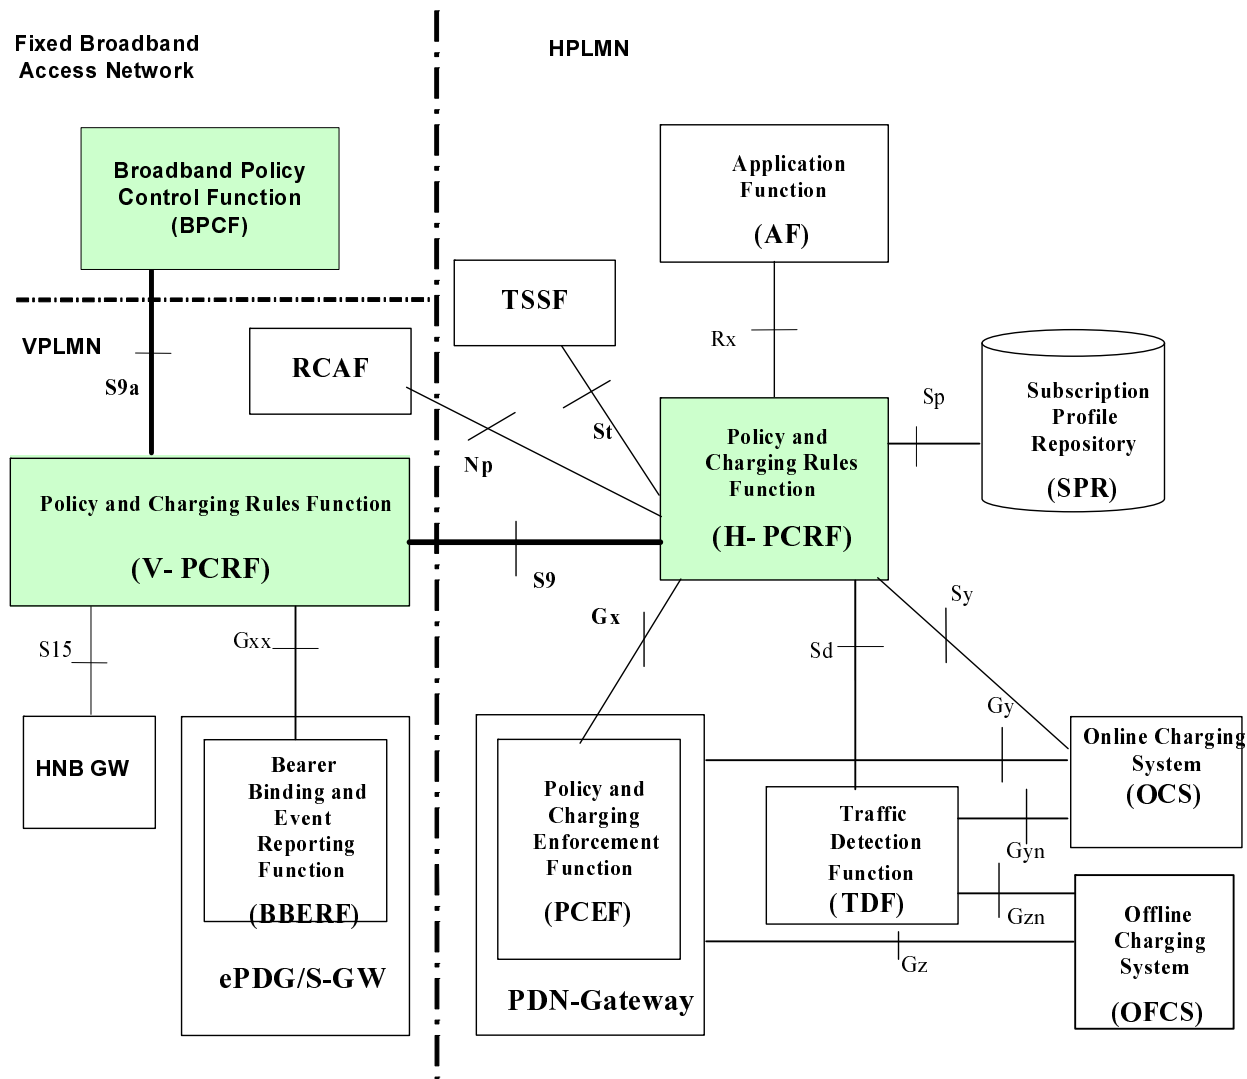 Fixed Broadband
Access Network
HPLMN
Broadband Policy
Control Function
(BPCF)
Application
Function
(AF)
TSSF
VPLMN
RCAF
S9a
Rx
Subscription
Profile
Repository
(SPR)
Sp
St
Np
Policy and
Charging Rules
Function
(H- PCRF)
Policy and Charging Rules Function
(V- PCRF)
S9
S15
Gxx
Gx
Sd
Sy
Gy
HNB GW
Bearer
Binding and
Event
Reporting
Function
(BBERF)
ePDG/S-GW
Policy and
Charging
Enforcement
Function
(PCEF)
PDN-Gateway
Traffic
Detection
Function
(TDF)
Online Charging
System
(OCS)
Gyn
Gzn
Gz
Offline
Charging
System
(OFCS)